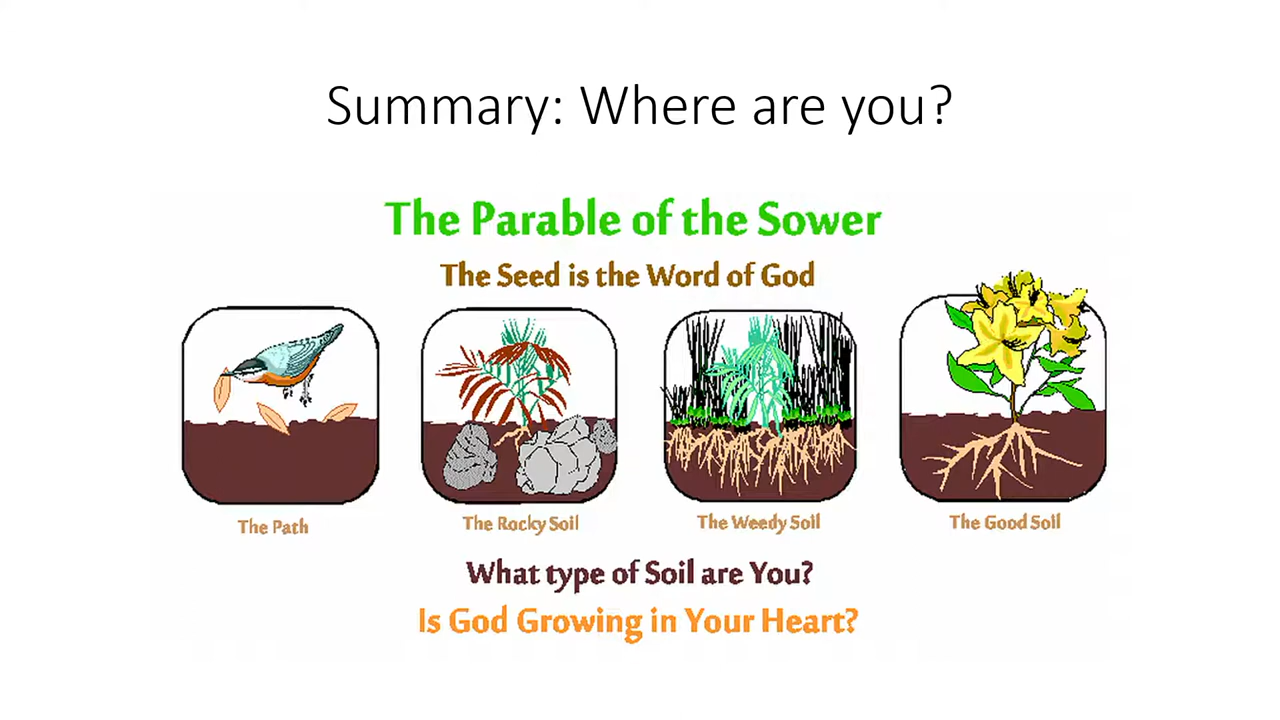 Summary: Where are you?
The Parable of the Sower
The Seed is the Word of God
The Path
The Rocky Soil
The Weedy Soil
The Good Soil
What type of Soil are You?
Is God Growing in Your Heart?